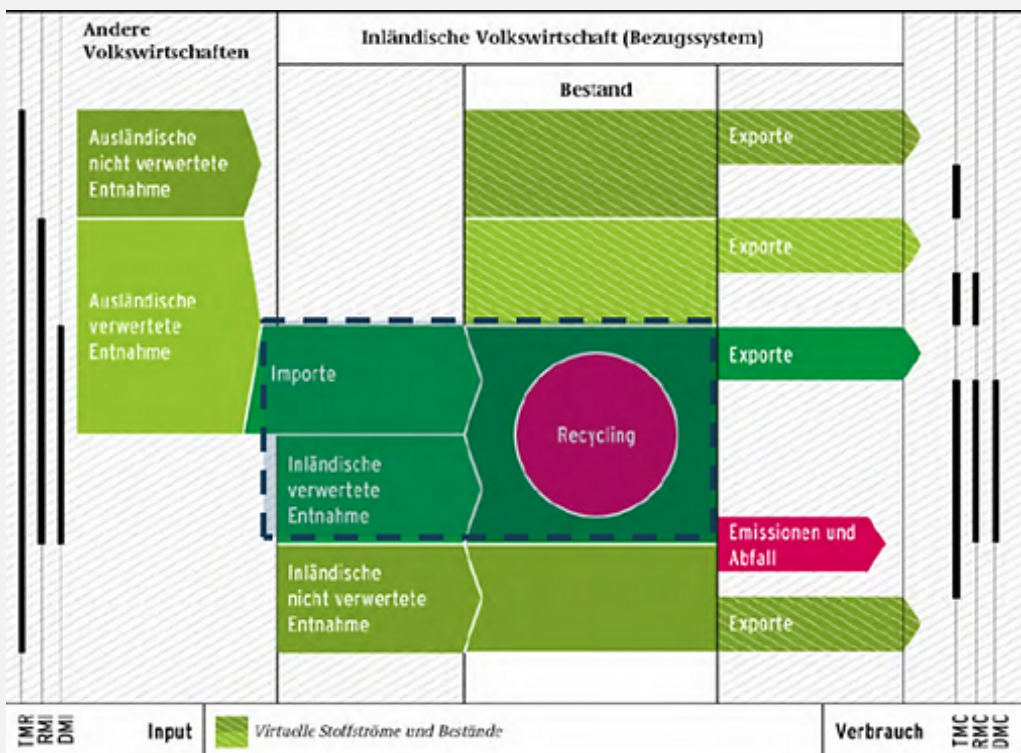 Andere
Volkswirtschaften
Inländische Volkswirtschaft (Bezugssystem)
Bestand
Ausländische
nicht verwertete
Entnahme
Exporte
Ausländische
verwertete
Entnahme
Exporte
Importe
Exporte
Recycling
Inländische
verwertete
Entnahme
Emissionen und
Abfall
Inländische
nicht verwertete
Entnahme
Exporte
TMR
RMI
DMI
Input
Virtuelle Stoffströme und Bestände
Verbrauch
TMC
RMC
DMC